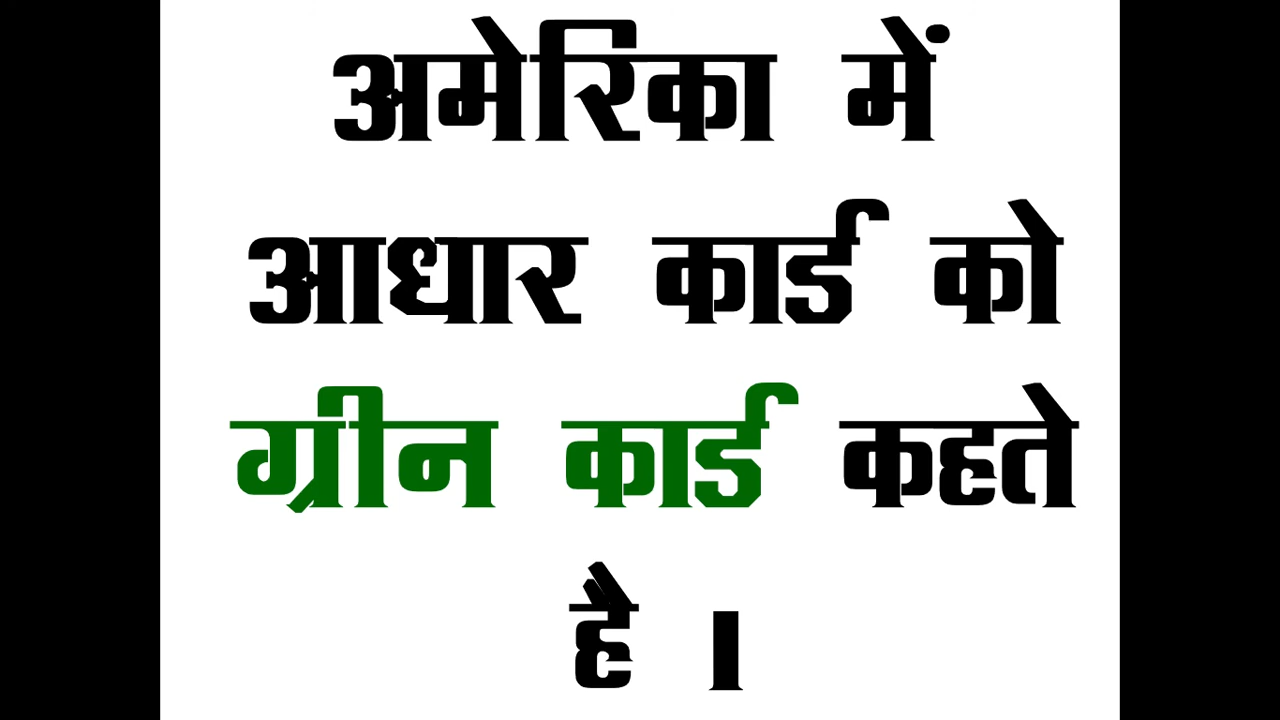 अमेरिका में
आधार कार्ड को
ग्रीन कार्ड कहते
है ।